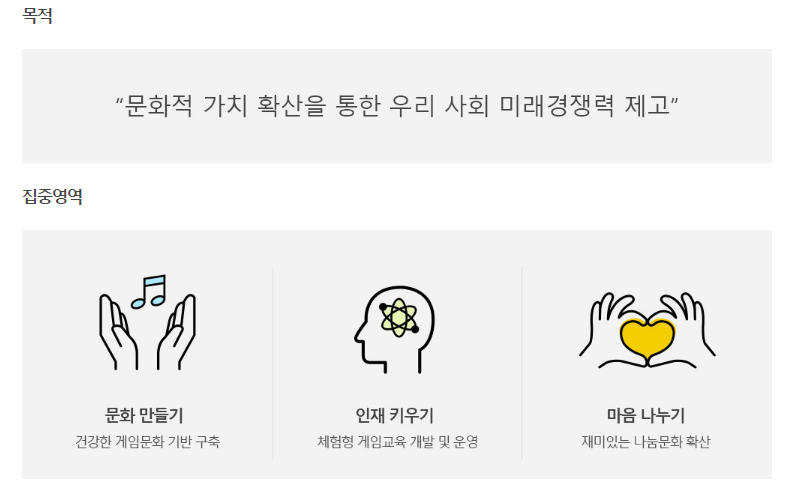 목적
“문화적 가치 확산을 통한 우리 사회 미래경쟁력 제고”
집중영역
문화 만들기
건강한 게임문화 기반 구축
인재 키우기
체험형 게임교육 개발 및 운영
마음 나누기
재미있는 나눔문화 확산